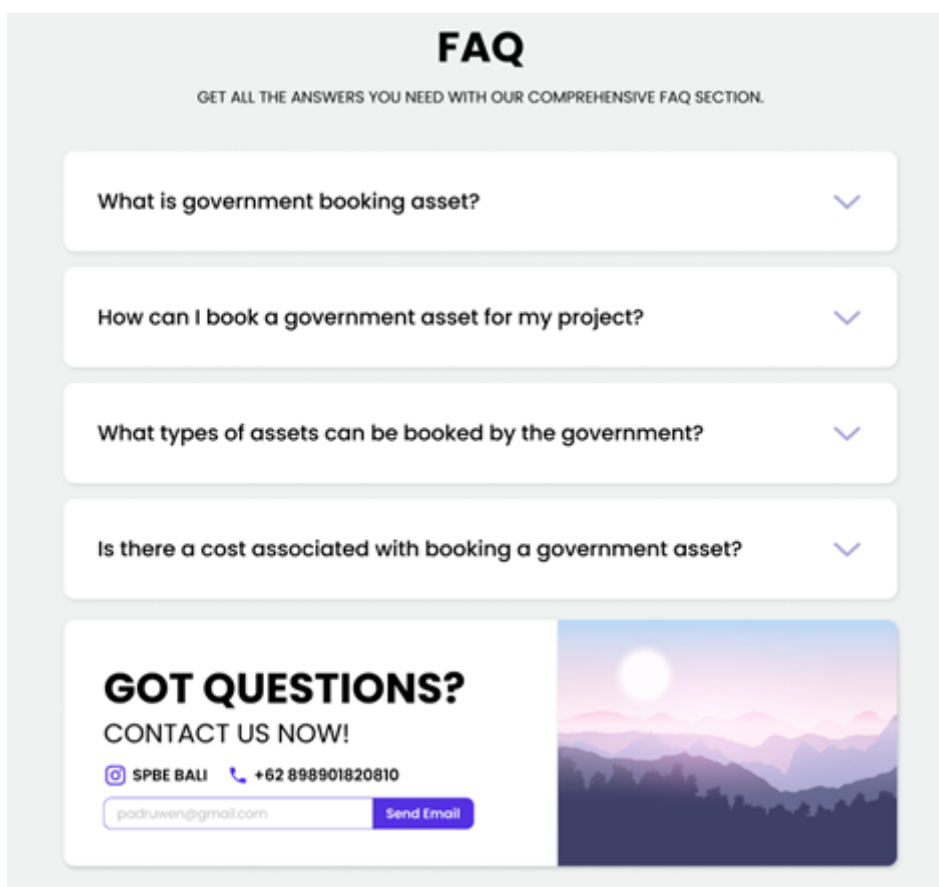 FAQ
GET ALL THE ANSWERS YOU NEED WITH OUR COMPREHENSIVE FAQ SECTION.
What is government booking asset?
How can I book a government asset for my project?
What types of assets can be booked by the government?
Is there a cost associated with booking a government asset?
GOT QUESTIONS?
CONTACT US NOW!
SPBE BALI +62 898901820810
padruwen@gmail.com Send Email